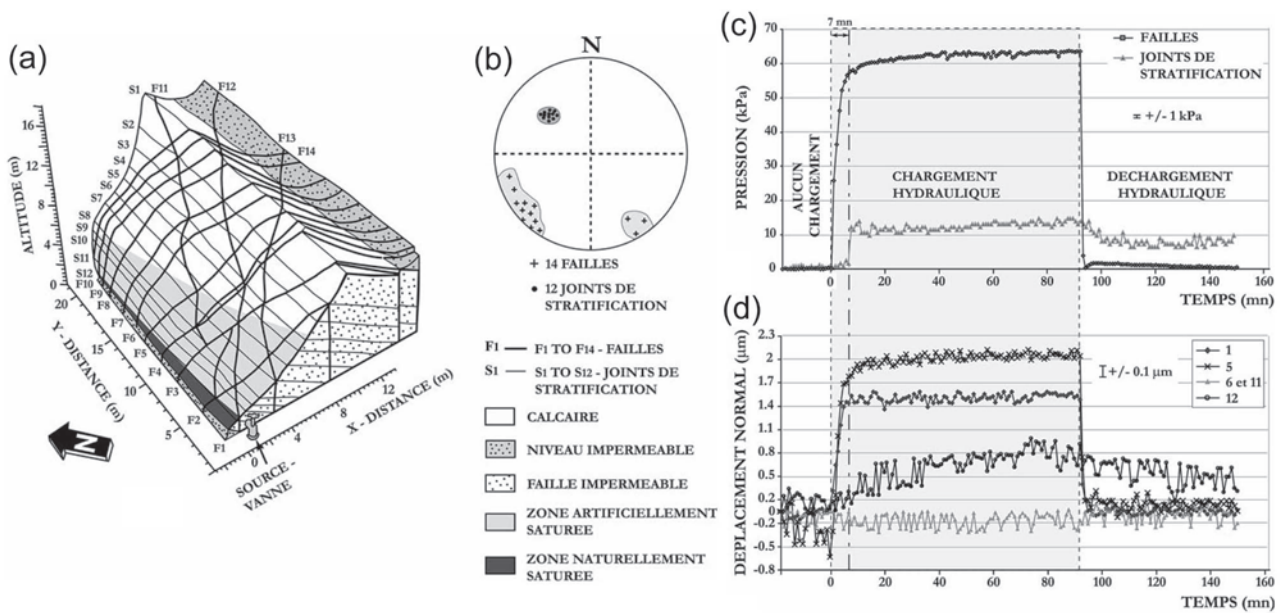 (a)
S1
F11
F12
S2
S3
F13
F14
S4
S5
S6
S7
S8
S9
S10
S11
S12
F10
F9
F8
F7
F6
F5
F4
F3
F2
F1
ALTITUDE (m)
16
12
8
4
0
Y - DISTANCE (m)
20
15
10
5
X - DISTANCE (m)
0
4
8
12
N
SOURCE -
VANNE
(b)
N
+ 14 FAILLES
• 12 JOINTS DE
STRATIFICATION
F1 F1 TO F14 - FAILLES
S1 S1 TO S12 - JOINTS DE
STRATIFICATION
CALCAIRE
NIVEAU IMPERMEABLE
FAILLE IMPERMEABLE
ZONE ARTIFICIELLEMENT
SATUREE
ZONE NATURELLEMENT
SATUREE
(c)
7 mn
PRESSION (kPa)
70
60
50
40
30
20
10
0
FAILLES
JOINTS DE
STRATIFICATION
+/- 1 kPa
AUCUN
CHARGEMENT
CHARGEMENT
HYDRAULIQUE
DECHARGEMENT
HYDRAULIQUE
0 20 40 60 80 100 120 140 160
TEMPS (mn)
(d)
DEPLACEMENT NORMAL (µm)
2.3
2
1.7
1.4
1.1
0.8
0.5
0.2
0
-0.2
-0.5
-0.8
+/- 0.1 µm
1
5
6 et 11
12
0 20 40 60 80 100 120 140 160
TEMPS (mn)